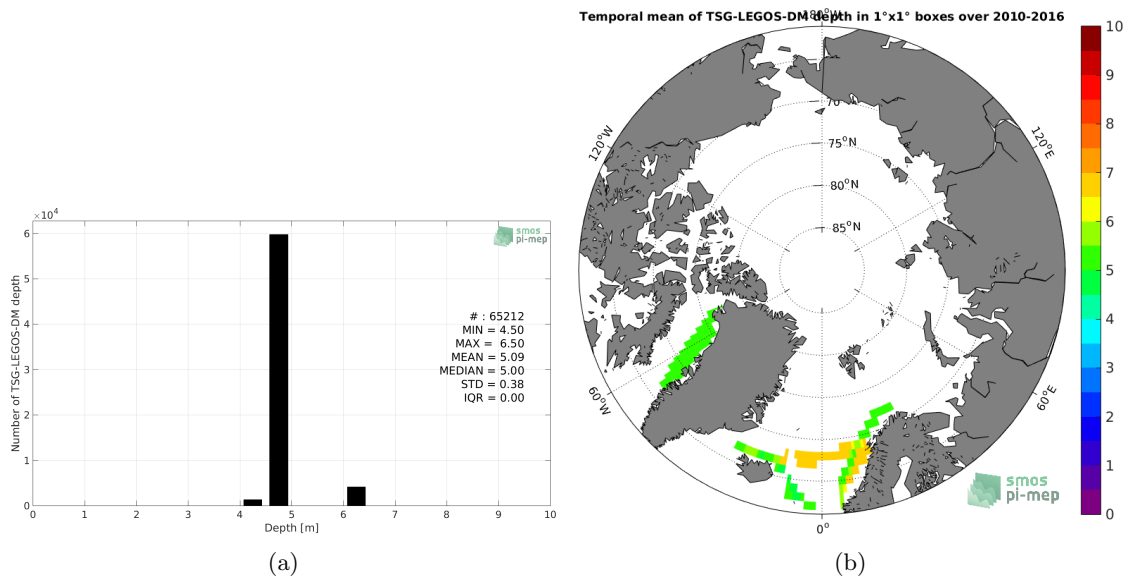 Temporal mean of TSG-LEGOS-DM depth in 1°x1° boxes over 2010-2016
180°W
120°W
120°E
70
75°N
80°N
85°N
60°W
60°E
0°
10
9
8
7
6
5
4
3
2
1
0
smos
pi-mep
×10⁴
6
5
4
3
2
1
0
Number of TSG-LEGOS-DM depth
smos
pi-mep
# : 65212
MIN = 4.50
MAX = 6.50
MEAN = 5.09
MEDIAN = 5.00
STD = 0.38
IQR = 0.00
0 1 2 3 4 5 6 7 8 9 10
Depth [m]
(a)
(b)